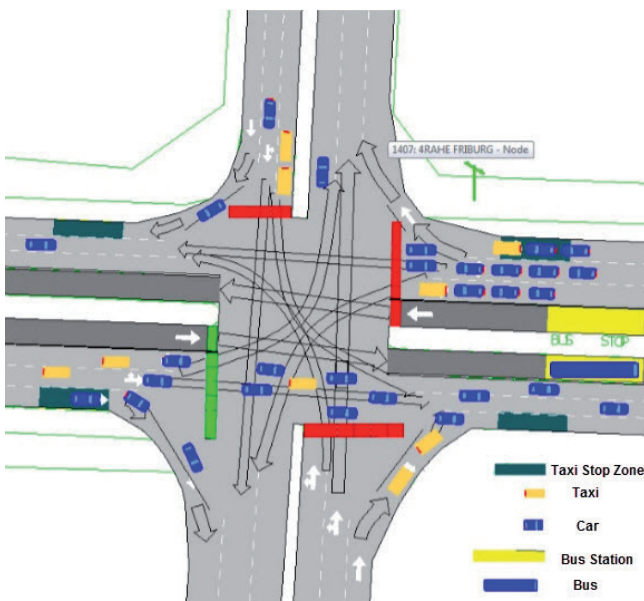 1407: 4RAHE FRIBURG - Node
BUS STOP
Taxi Stop Zone
Taxi
Car
Bus Station
Bus